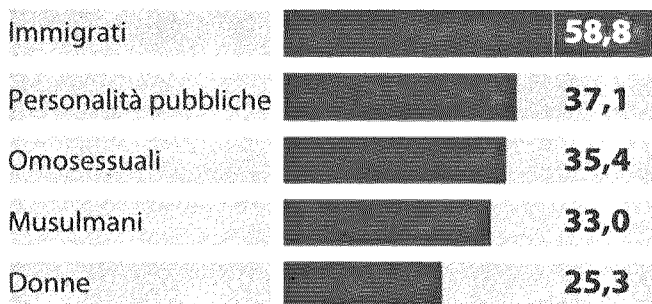 Immigrati 58,8
Personalità pubbliche 37,1
Omosessuali 35,4
Musulmani 33,0
Donne 25,3